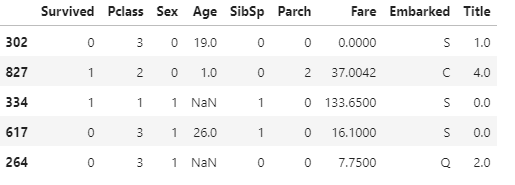 Survived Pclass Sex Age SibSp Parch Fare Embarked Title
302 0 3 0 19.0 0 0 0.0000 S 1.0
827 1 2 0 1.0 0 2 37.0042 C 4.0
334 1 1 1 NaN 1 0 133.6500 S 0.0
617 0 3 1 26.0 1 0 16.1000 S 0.0
264 0 3 1 NaN 0 0 7.7500 Q 2.0